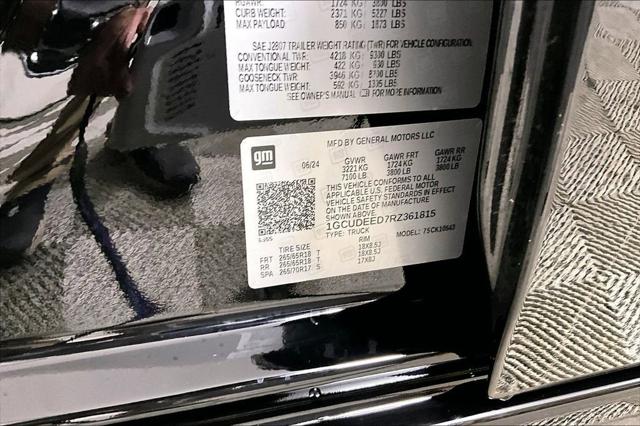 RGAWR: 1724 KG 3800 LBS
CURB WEIGHT: 2371 KG 5227 LBS
MAX PAYLOAD: 850 KG 1873 LBS
SAE J2807 TRAILER WEIGHT RATING (TWR) FOR VEHICLE CONFIGURATION
CONVENTIONAL TWR: 4218 KG 9300 LBS
MAX TONGUE WEIGHT: 422 KG 930 LBS
GOOSENECK TWR: 3946 KG 8700 LBS
MAX TONGUE WEIGHT: 592 KG 1305 LBS
SEE OWNER'S MANUAL FOR MORE INFORMATION
gm
MFD BY GENERAL MOTORS LLC
06/24 GVWR GAWR FRT GAWR RR
3221 KG 1724 KG 1724 KG
7100 LB 3800 LB 3800 LB
THIS VEHICLE CONFORMS TO ALL
APPLICABLE U.S. FEDERAL MOTOR
VEHICLE SAFETY STANDARDS IN EFFECT
ON THE DATE OF MANUFACTURE
SHOWN ABOVE.
1GCUDEED7RZ361815
TYPE: TRUCK MODEL: 75CK10543
TIRE SIZE RIM
FRT 265/65R18 T 18X8.5J
RR 265/65R18 T 18X8.5J
SPA 265/70R17 S 17X8J